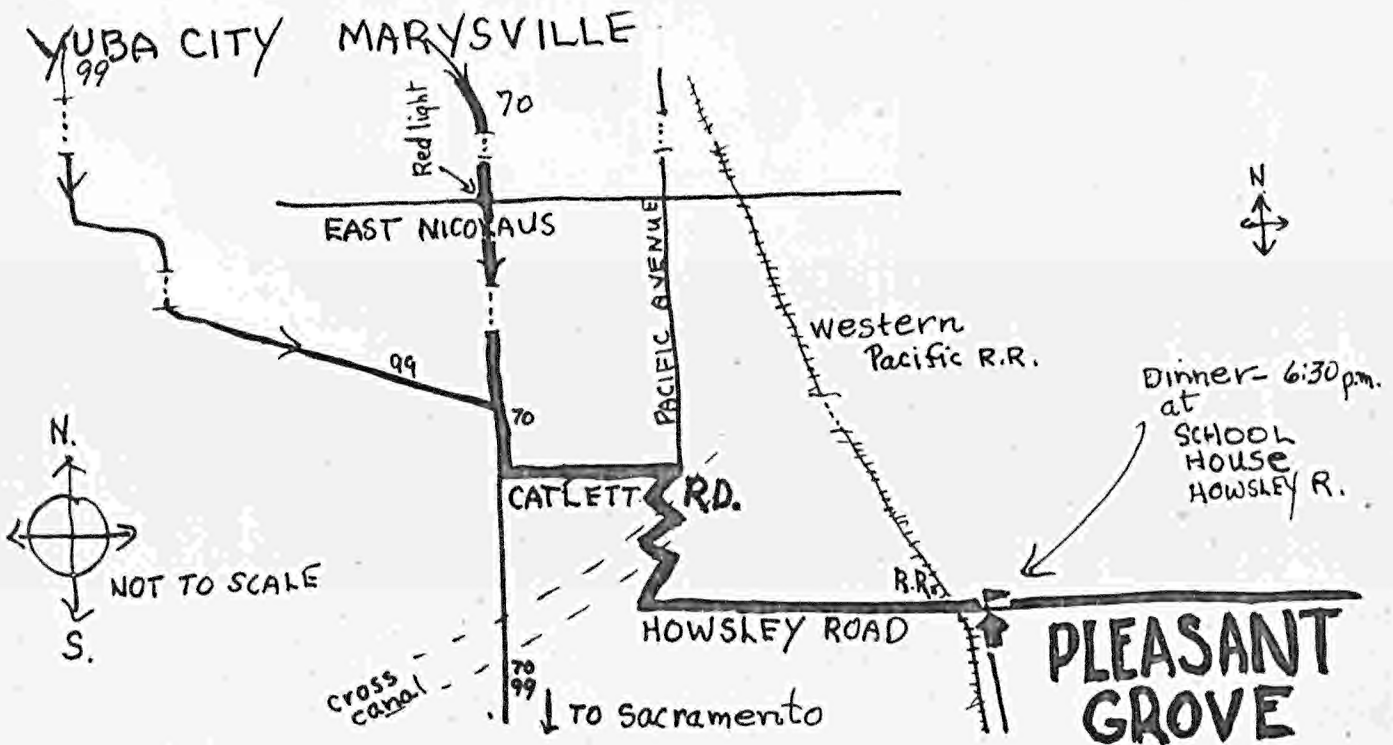 YUBA CITY
MARYSVILLE
99
70
Red light
N
EAST NICOLAUS
PACIFIC AVENUE
Western
Pacific R.R.
99
70
Dinner- 6:30 p.m.
at
SCHOOL
HOUSE
HOWSLEY R.
N.
S.
NOT TO SCALE
CATLETT R.D.
R.R.
HOWSLEY ROAD
PLEASANT
GROVE
cross
canal
70
99
TO Sacramento